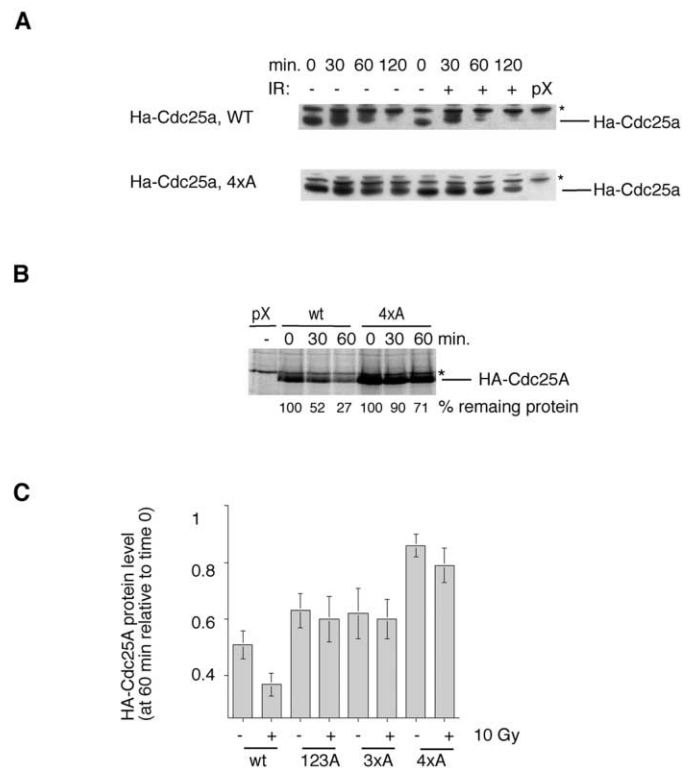 A
min. 0 30 60 120 0 30 60 120
IR: - - - - - + + + pX
Ha-Cdc25a, WT
*
Ha-Cdc25a
Ha-Cdc25a, 4xA
*
Ha-Cdc25a
B
pX wt 4xA
- 0 30 60 0 30 60 min.
*
HA-Cdc25A
100 52 27 100 90 71 % remaing protein
C
HA-Cdc25A protein level
(at 60 min relative to time 0)
1
0.8
0.6
0.4
- + - + - + - + 10 Gy
wt 123A 3xA 4xA